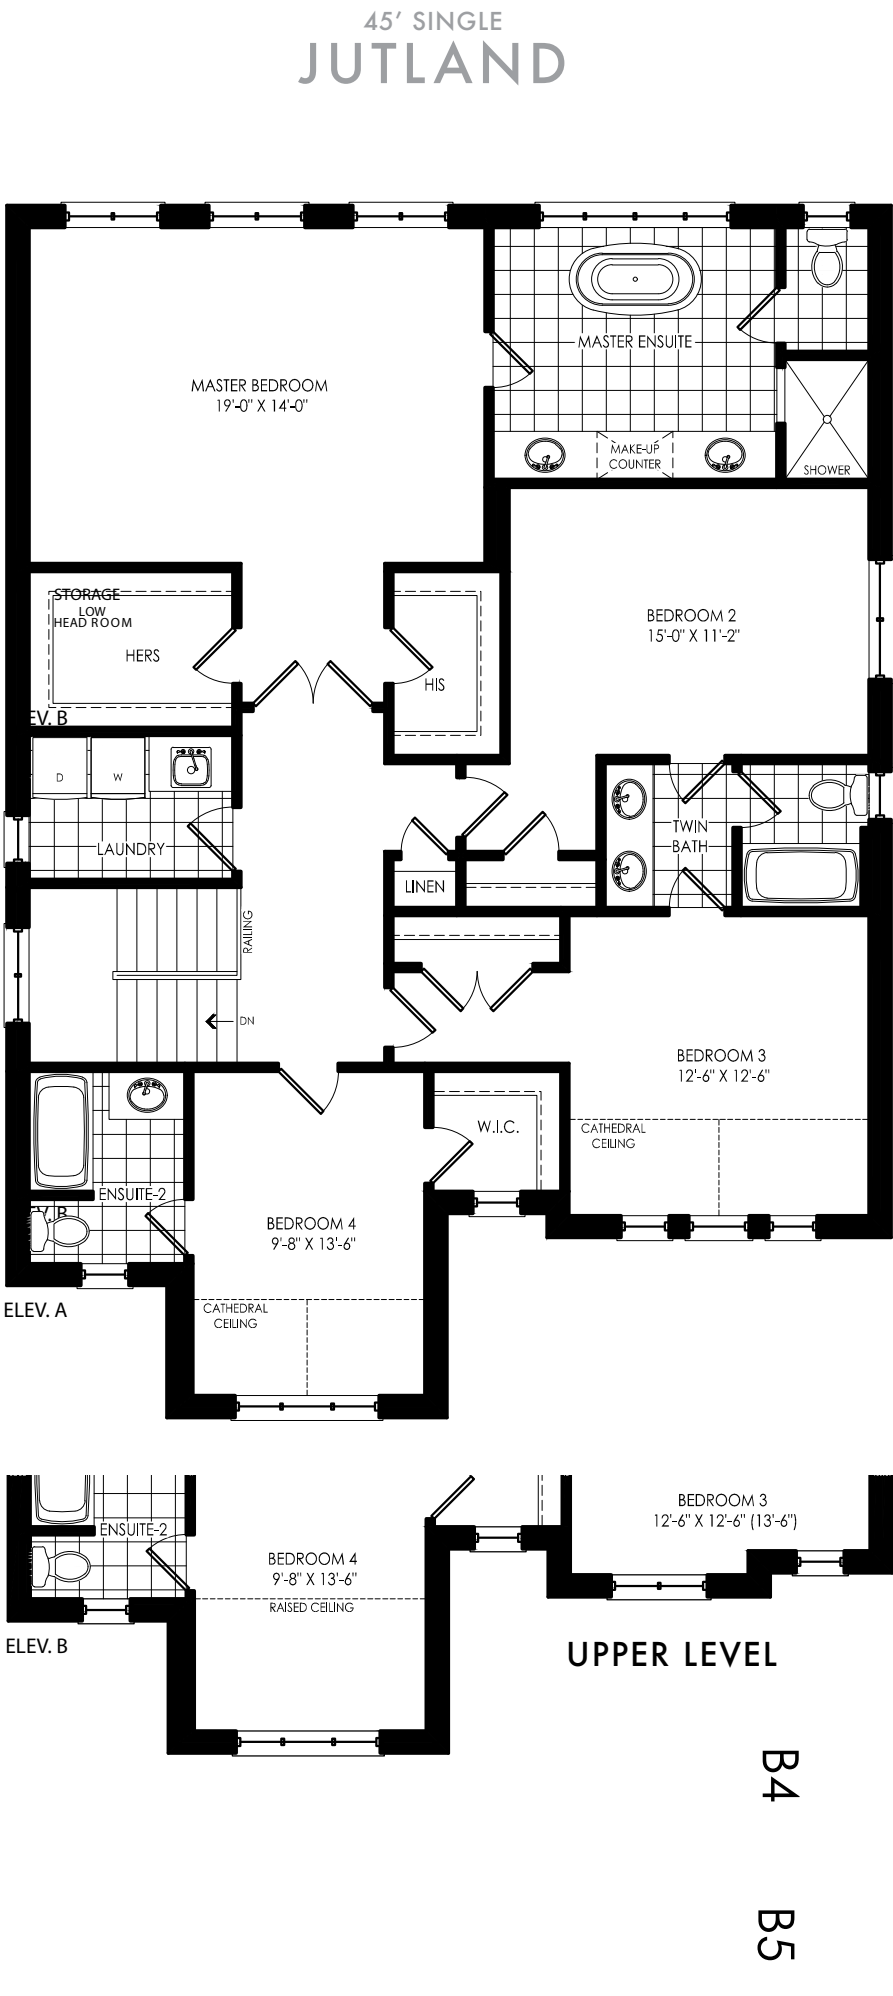 45’ SINGLE
JUTLAND
MASTER BEDROOM
19'-0" X 14'-0"
MASTER ENSUITE
MAKE-UP
COUNTER
SHOWER
STORAGE
LOW
HEAD ROOM
HERS
HIS
BEDROOM 2
15'-0" X 11'-2"
EV. B
D
W
LAUNDRY
TWIN
BATH
LINEN
RAILING
DN
BEDROOM 3
12'-6" X 12'-6"
CATHEDRAL
CEILING
W.I.C.
ENSUITE-2
EV. B
BEDROOM 4
9'-8" X 13'-6"
CATHEDRAL
CEILING
ELEV. A
BEDROOM 3
12'-6" X 12'-6" (13'-6")
ENSUITE-2
BEDROOM 4
9'-8" X 13'-6"
RAISED CEILING
ELEV. B
UPPER LEVEL
B4
B5